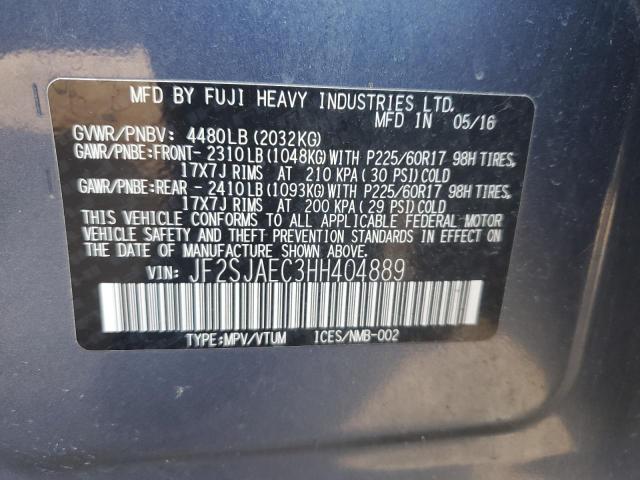 MFD BY FUJI HEAVY INDUSTRIES LTD.
MFD IN 05/16
GVWR/PNBV: 4480LB (2032KG)
GAWR/PNBE:FRONT- 2310LB (1048KG) WITH P225/60R17 98H TIRES,
17X7J RIMS AT 210 KPA (30 PSI) COLD
GAWR/PNBE:REAR - 2410LB (1093KG) WITH P225/60R17 98H TIRES,
17X7J RIMS AT 200 KPA (29 PSI) COLD
THIS VEHICLE CONFORMS TO ALL APPLICABLE FEDERAL MOTOR
VEHICLE SAFETY AND THEFT PREVENTION STANDARDS IN EFFECT
ON THE DATE OF MANUFACTURE SHOWN ABOVE.
VIN: JF2SJAEC3HH404889
TYPE:MPV/VTUM ICES/NMB-002